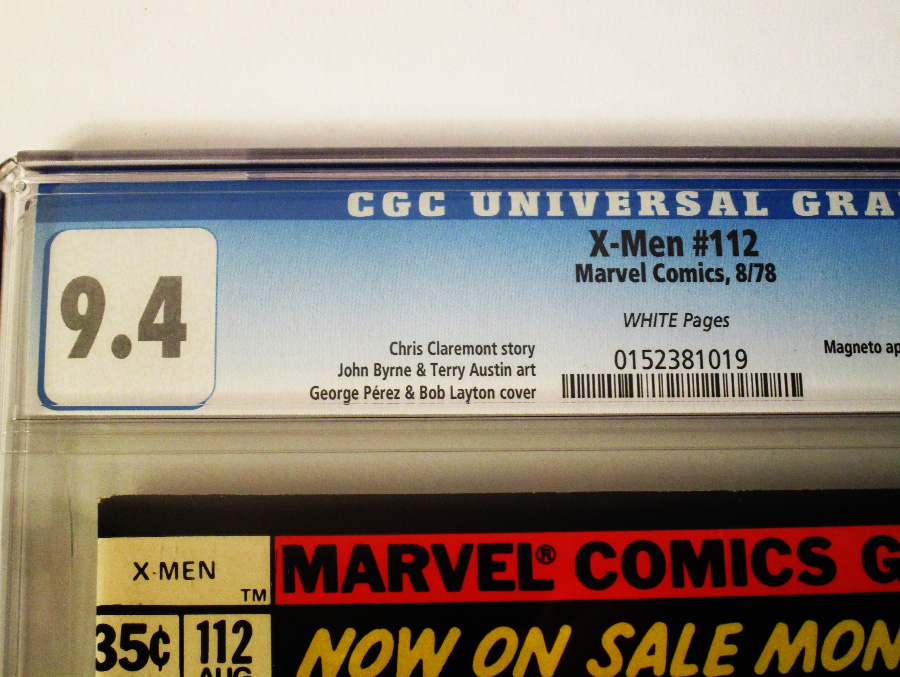 CGC UNIVERSAL GRA
9.4
X-Men #112
Marvel Comics, 8/78
WHITE Pages
Chris Claremont story
John Byrne & Terry Austin art
George Pérez & Bob Layton cover
0152381019
Magneto ap
X-MEN
TM
MARVEL® COMICS G
35¢
112
AUG
NOW ON SALE MON